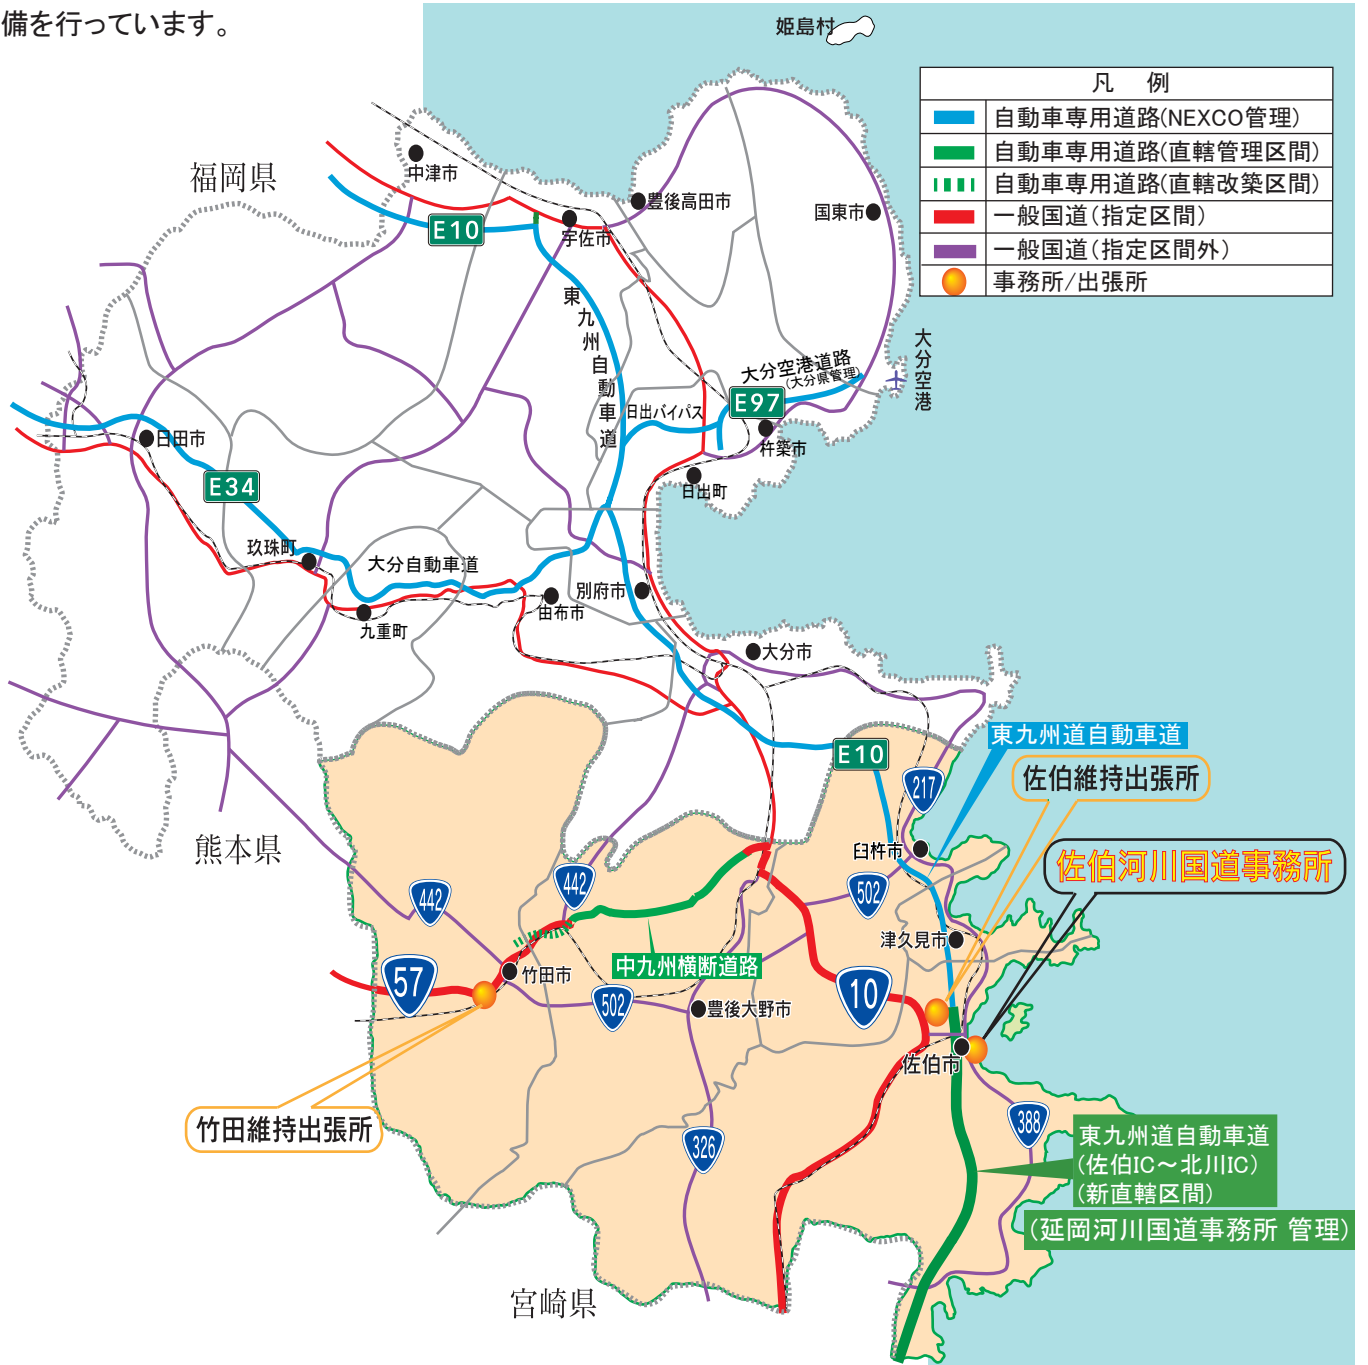 備を行っています。
姫島村
凡　例
自動車専用道路(NEXCO管理)
自動車専用道路(直轄管理区間)
自動車専用道路(直轄改築区間)
一般国道(指定区間)
一般国道(指定区間外)
事務所/出張所
福岡県
中津市
豊後高田市
国東市
E10
宇佐市
東九州自動車道
大分空港道路
(大分県管理)
大分空港
日出バイパス
E97
日田市
杵築市
E34
日出町
玖珠町
大分自動車道
別府市
由布市
九重町
大分市
東九州道自動車道
E10
佐伯維持出張所
217
熊本県
臼杵市
佐伯河川国道事務所
442
442
502
津久見市
中九州横断道路
竹田市
57
10
502
豊後大野市
佐伯市
竹田維持出張所
388
326
東九州道自動車道
(佐伯IC～北川IC)
(新直轄区間)
(延岡河川国道事務所 管理)
宮崎県